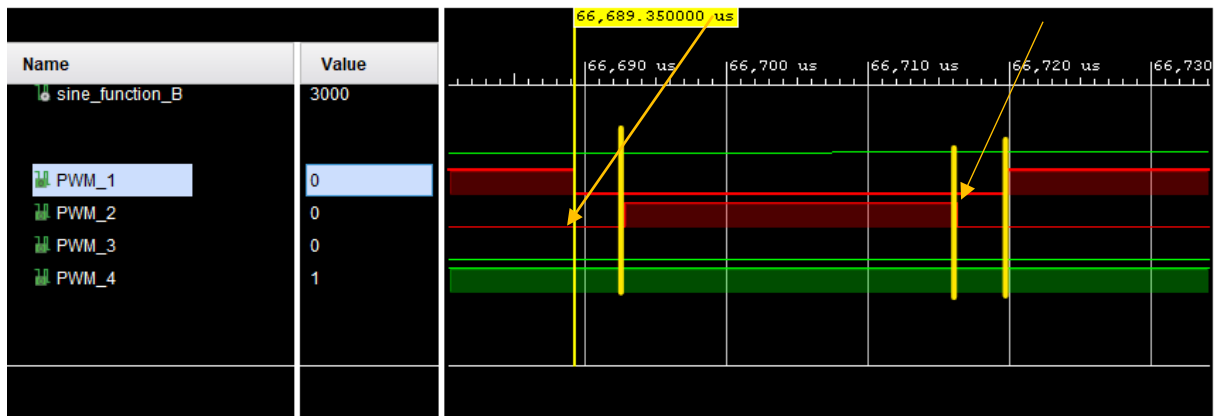 66,689.350000 us
Name Value
66,690 us 66,700 us 66,710 us 66,720 us 66,730
sine_function_B 3000
PWM_1 0
PWM_2 0
PWM_3 0
PWM_4 1